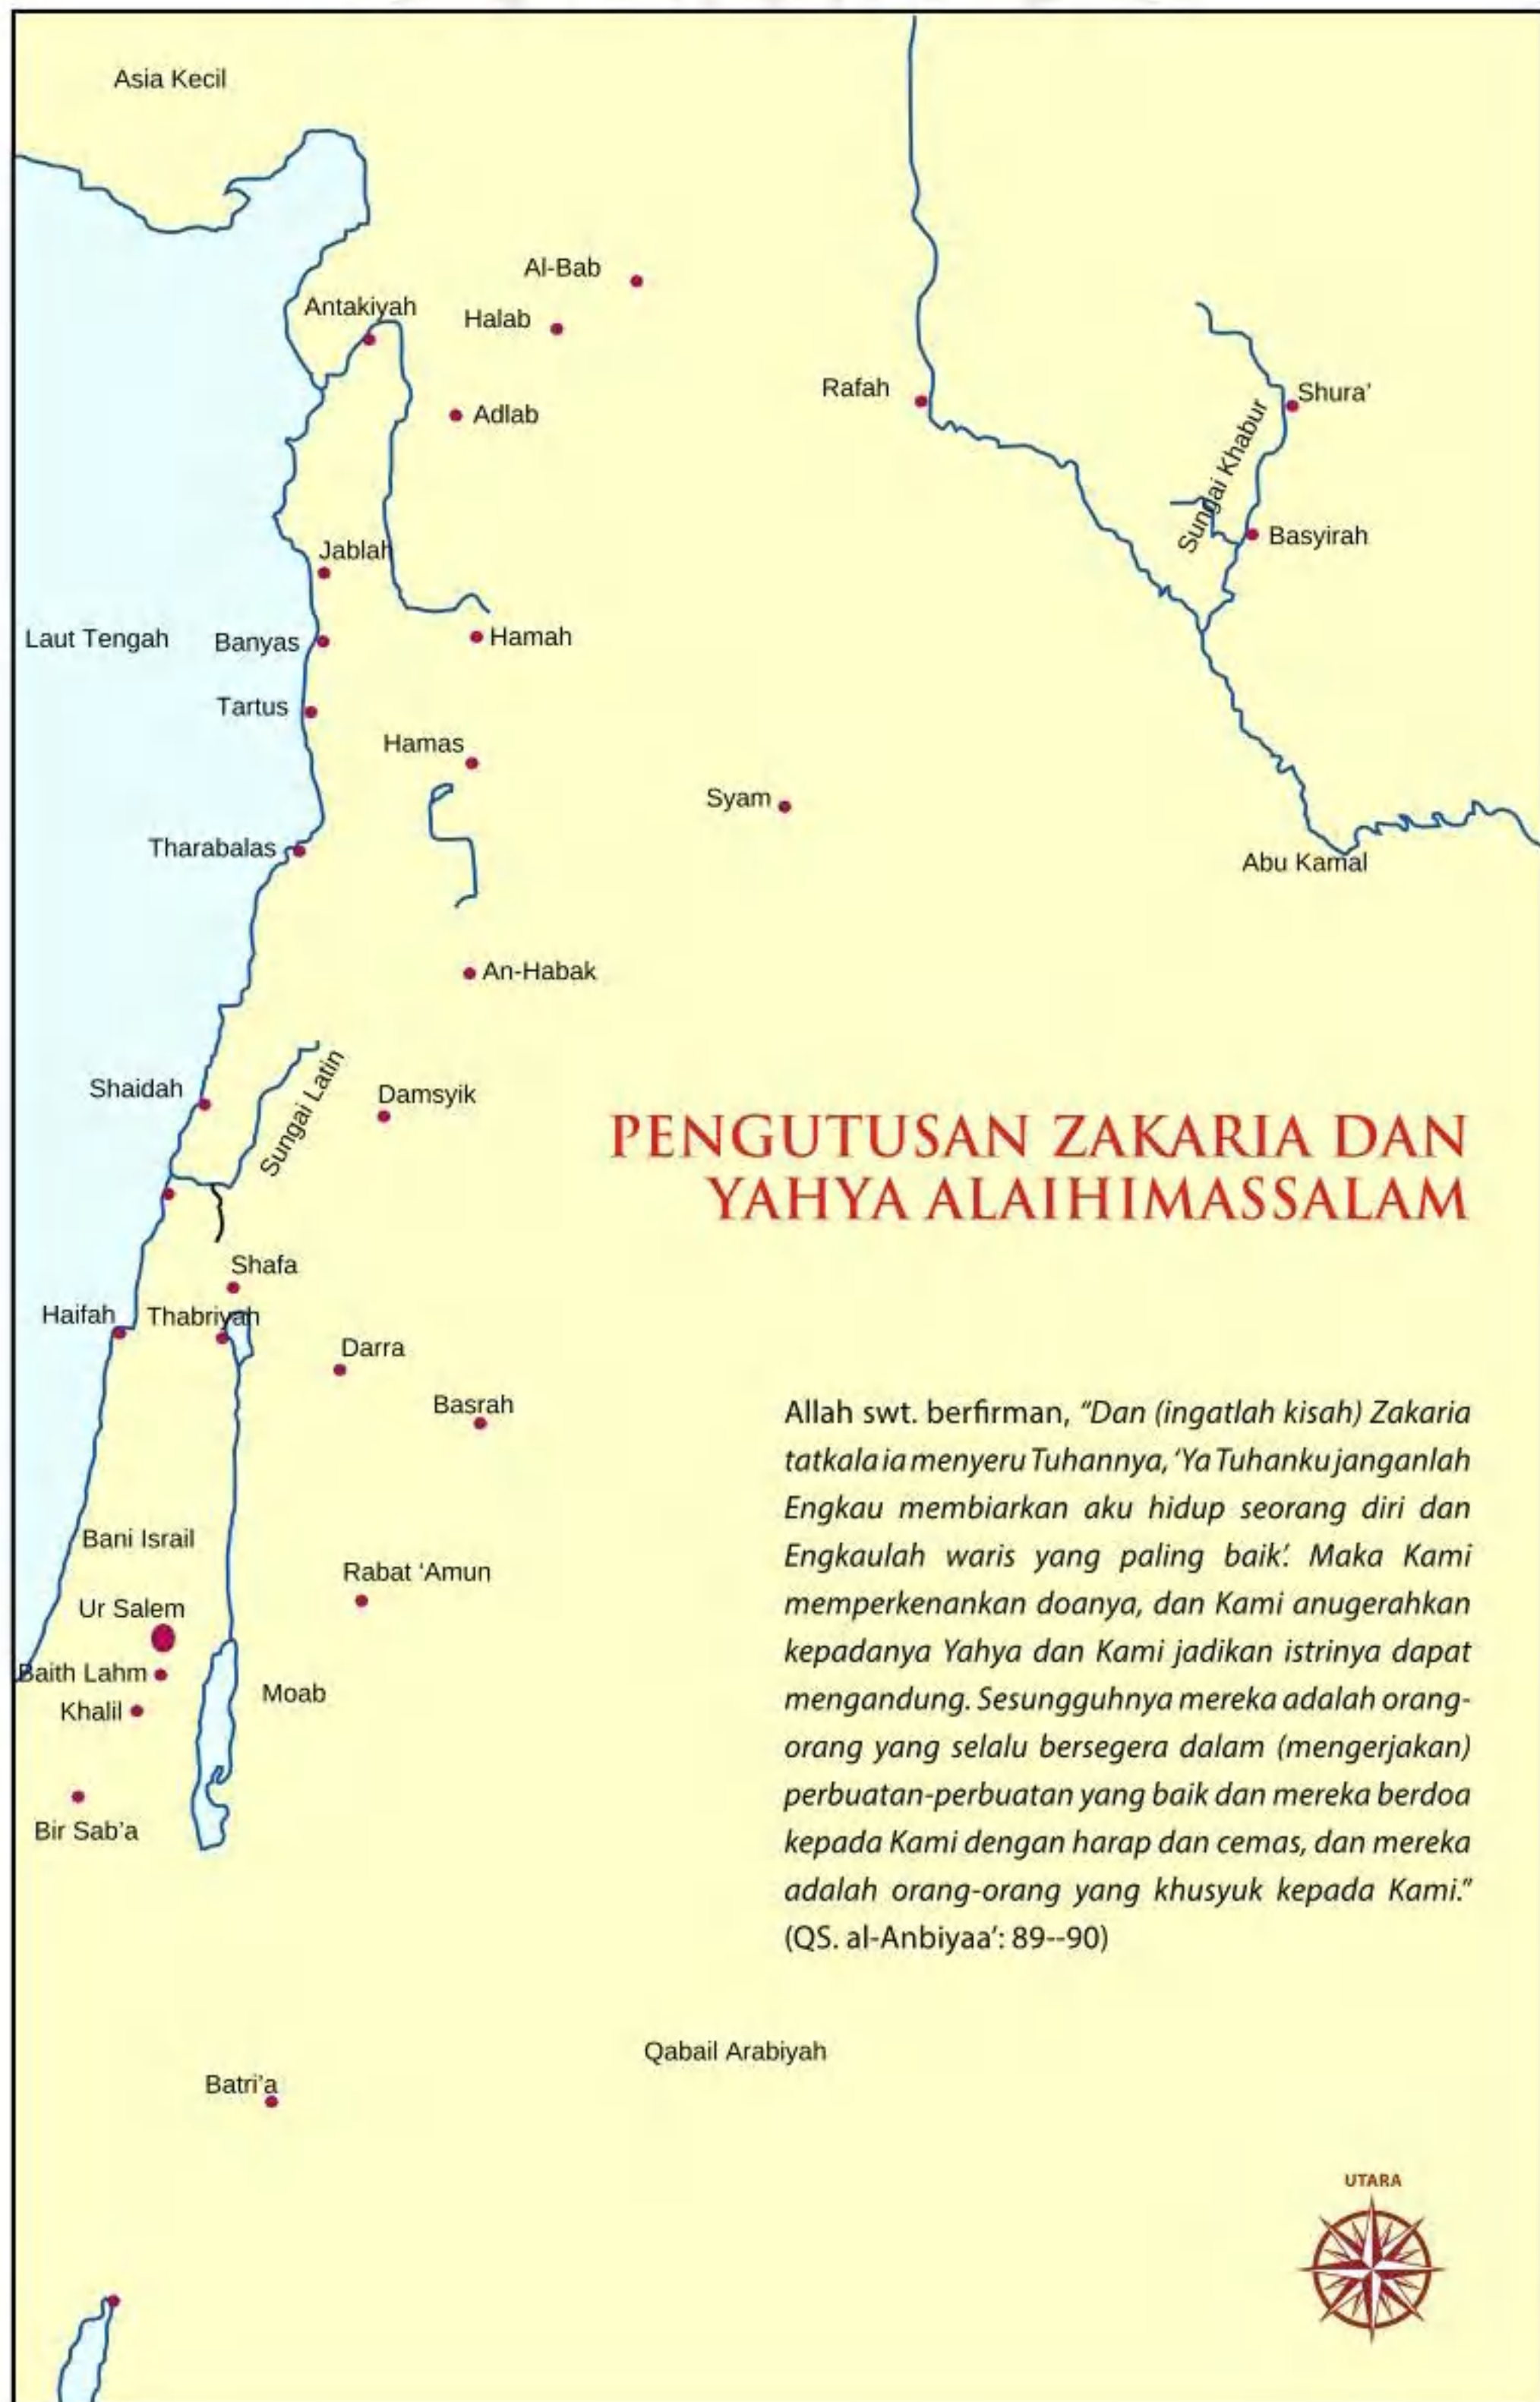 Asia Kecil
Al-Bab
Antakiyah
Halab
Rafah
Shura’
Adlab
Sungai Khabur
Basyirah
Jablah
Laut Tengah
Banyas
Hamah
Tartus
Hamas
Syam
Tharabalas
Abu Kamal
An-Habak
Shaidah
Sungai Latin
Damsyik
PENGUTUSAN ZAKARIA DAN
YAHYA ALAIHIMASSALAM
Shafa
Haifah
Thabriyah
Darra
Basrah
Allah swt. berfirman, “Dan (ingatlah kisah) Zakaria
tatkala ia menyeru Tuhannya, ‘Ya Tuhanku janganlah
Engkau membiarkan aku hidup seorang diri dan
Engkaulah waris yang paling baik’. Maka Kami
memperkenankan doanya, dan Kami anugerahkan
kepadanya Yahya dan Kami jadikan istrinya dapat
mengandung. Sesungguhnya mereka adalah orang-
orang yang selalu bersegera dalam (mengerjakan)
perbuatan-perbuatan yang baik dan mereka berdoa
kepada Kami dengan harap dan cemas, dan mereka
adalah orang-orang yang khusyuk kepada Kami.”
(QS. al-Anbiyaa’: 89--90)
Bani Israil
Rabat ‘Amun
Ur Salem
Baith Lahm
Moab
Khalil
Bir Sab’a
Qabail Arabiyah
Batri’a
UTARA